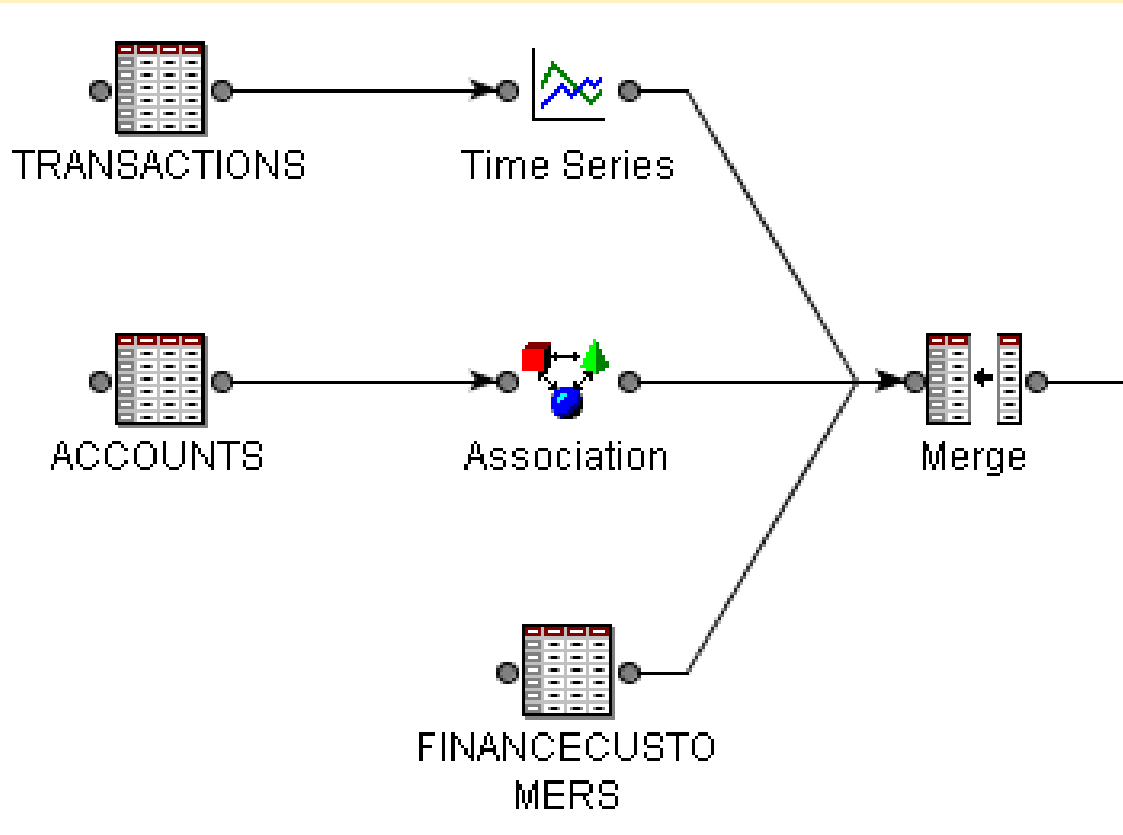 TRANSACTIONS
Time Series
ACCOUNTS
Association
Merge
FINANCECUSTO
MERS